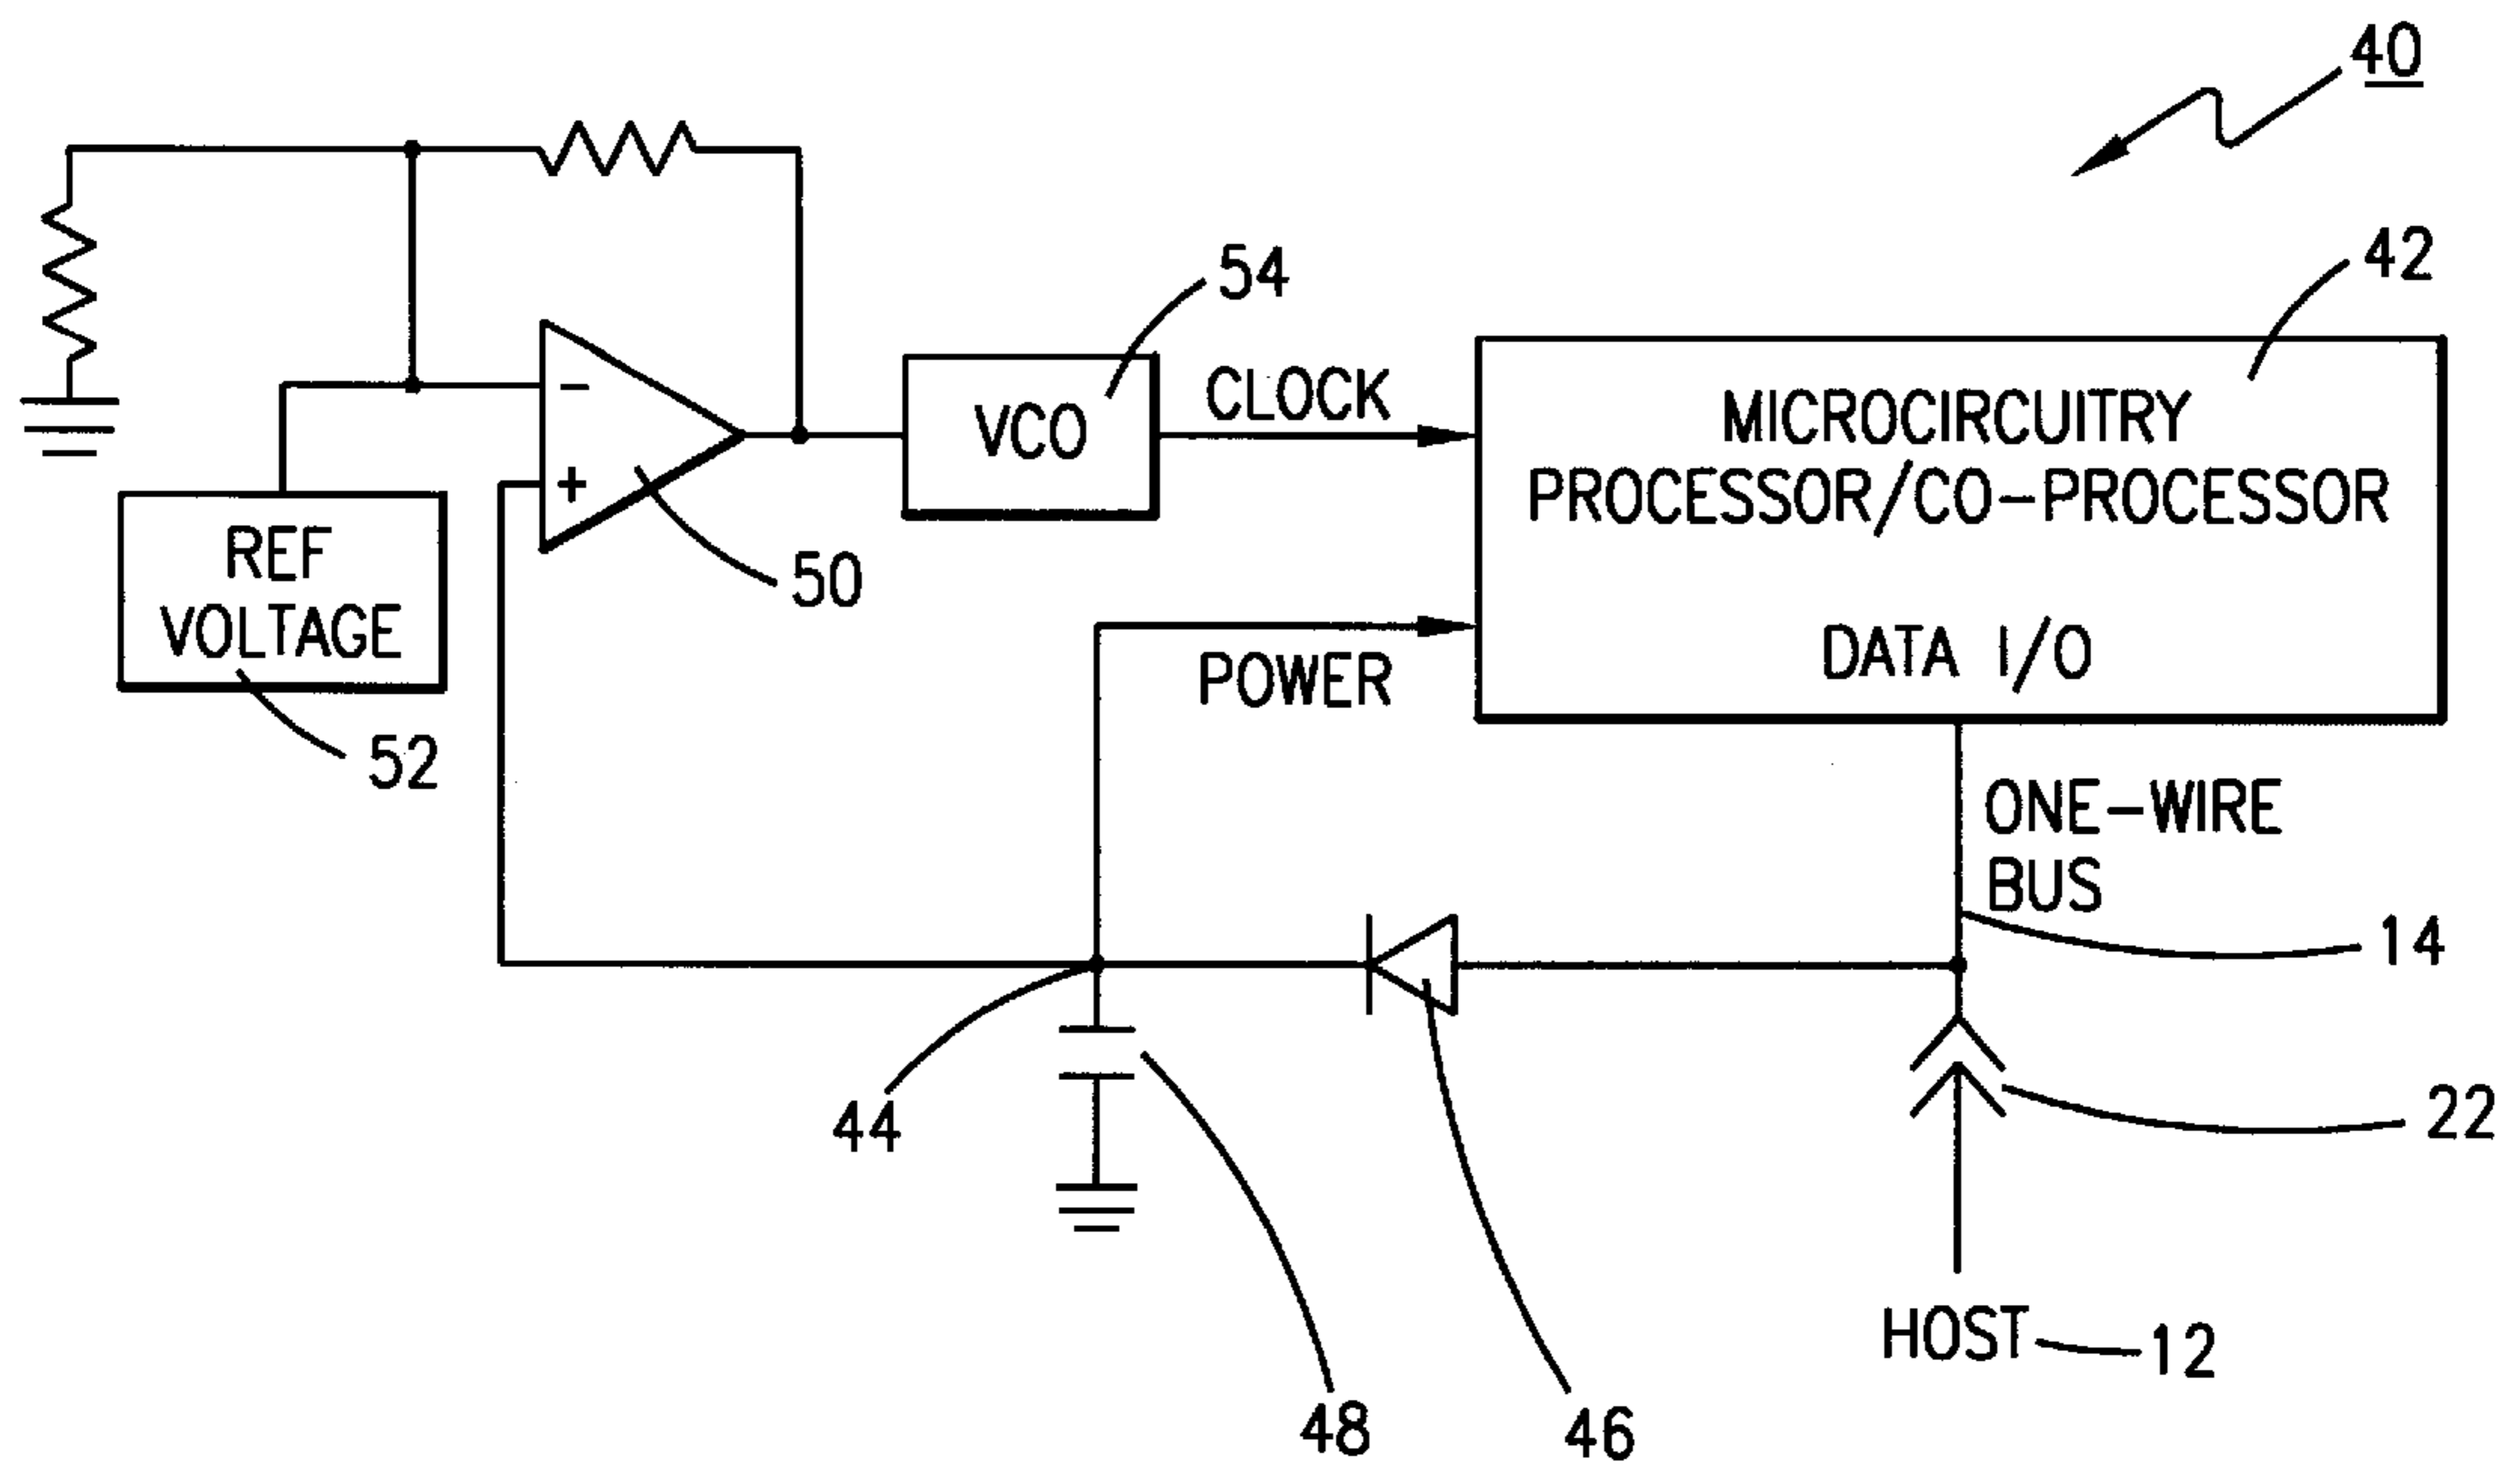 40
42
54
CLOCK
VCO
MICROCIRCUITRY
PROCESSOR/CO-PROCESSOR
DATA I/O
-
+
50
REF
VOLTAGE
52
POWER
ONE-WIRE
BUS
14
44
22
HOST
12
48
46